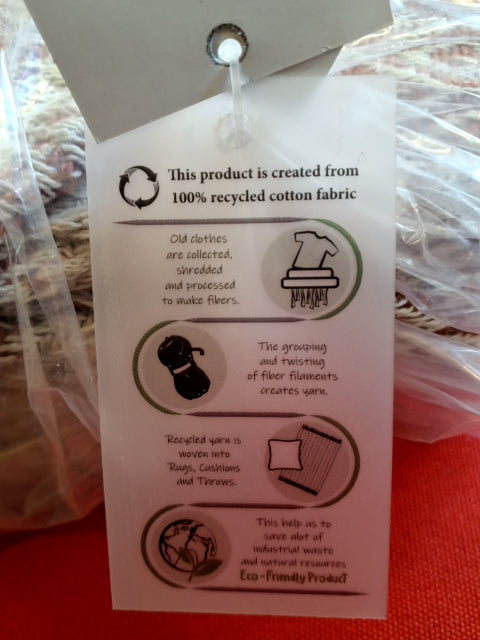 This product is created from
100% recycled cotton fabric
Old clothes
are collected,
shredded
and processed
to make fibers.
The grouping
and twisting
of fiber filaments
creates yarn.
Recycled yarn is
woven into
Rugs, Cushions
and Throws.
This help us to
save alot of
industrial waste
and natural resources
Eco - Friendly Product